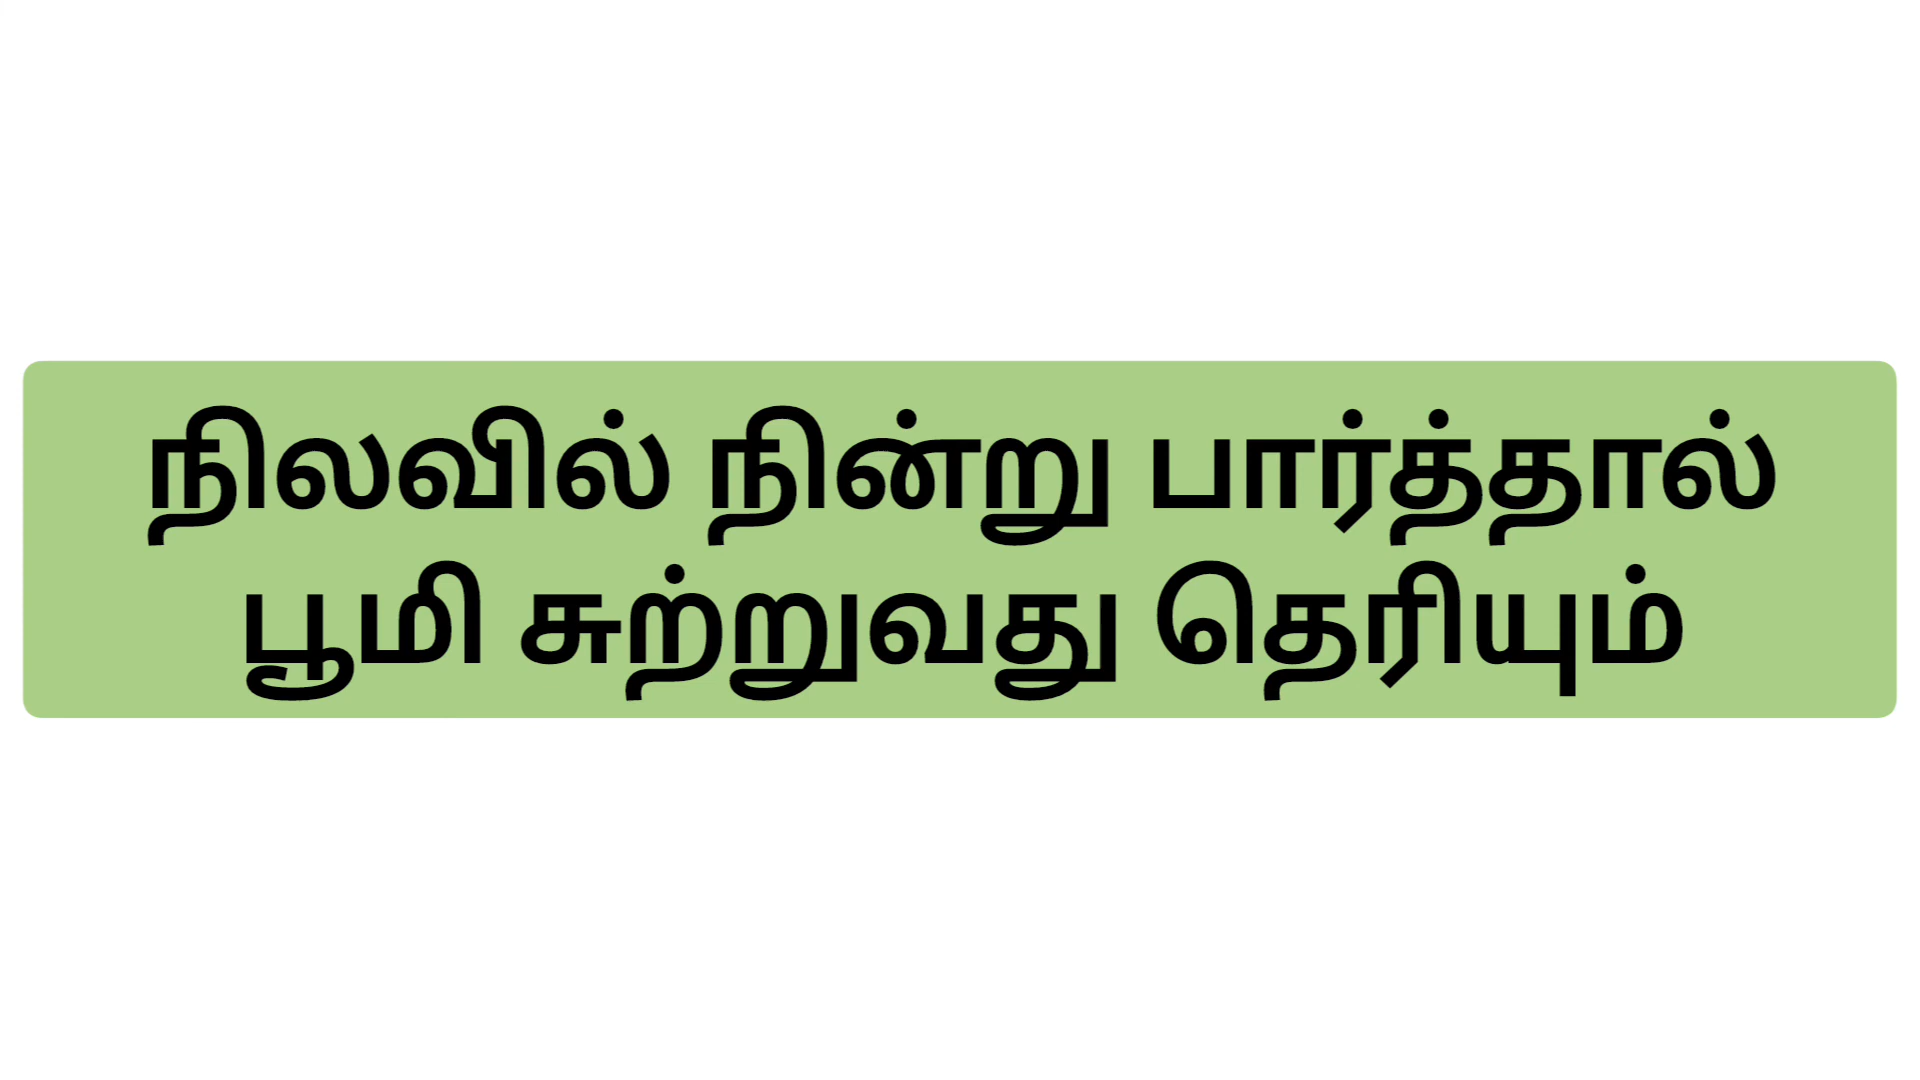 நிலவில் நின்று பார்த்தால்
பூமி சுற்றுவது தெரியும்